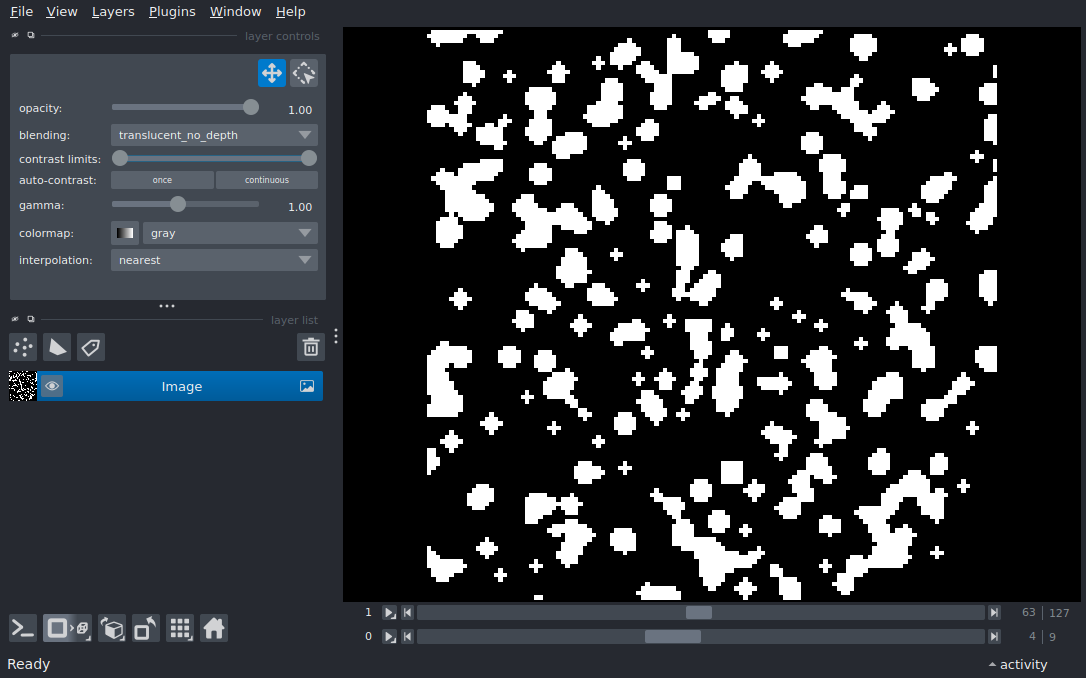 File View Layers Plugins Window Help
layer controls
opacity: 1.00
blending: translucent_no_depth
contrast limits:
auto-contrast: once continuous
gamma: 1.00
colormap: gray
interpolation: nearest
layer list
Image
1 63 127
0 4 9
Ready activity